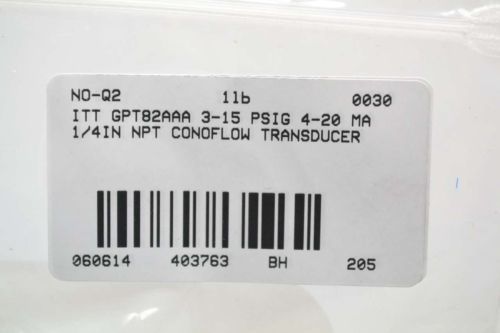 NO-Q2 1lb 0030
ITT GPT82AAA 3-15 PSIG 4-20 MA
1/4IN NPT CONOFLOW TRANSDUCER
060614 403763 BH 205